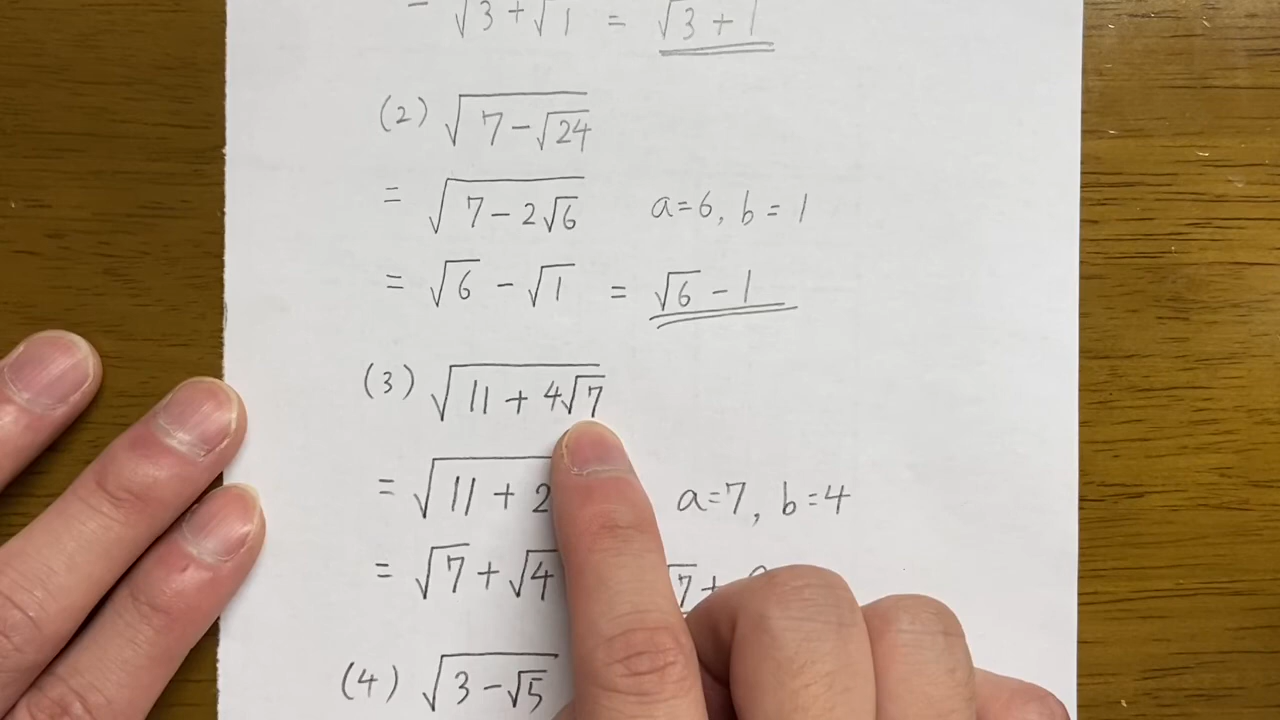 - √3+√1 = √3+1
(2) √(7-√24)
= √(7-2√6) a=6, b=1
= √6 - √1 = √6-1
(3) √(11+4√7)
= √(11+2 a=7, b=4
= √7+√4 √7+
(4) √(3-√5)